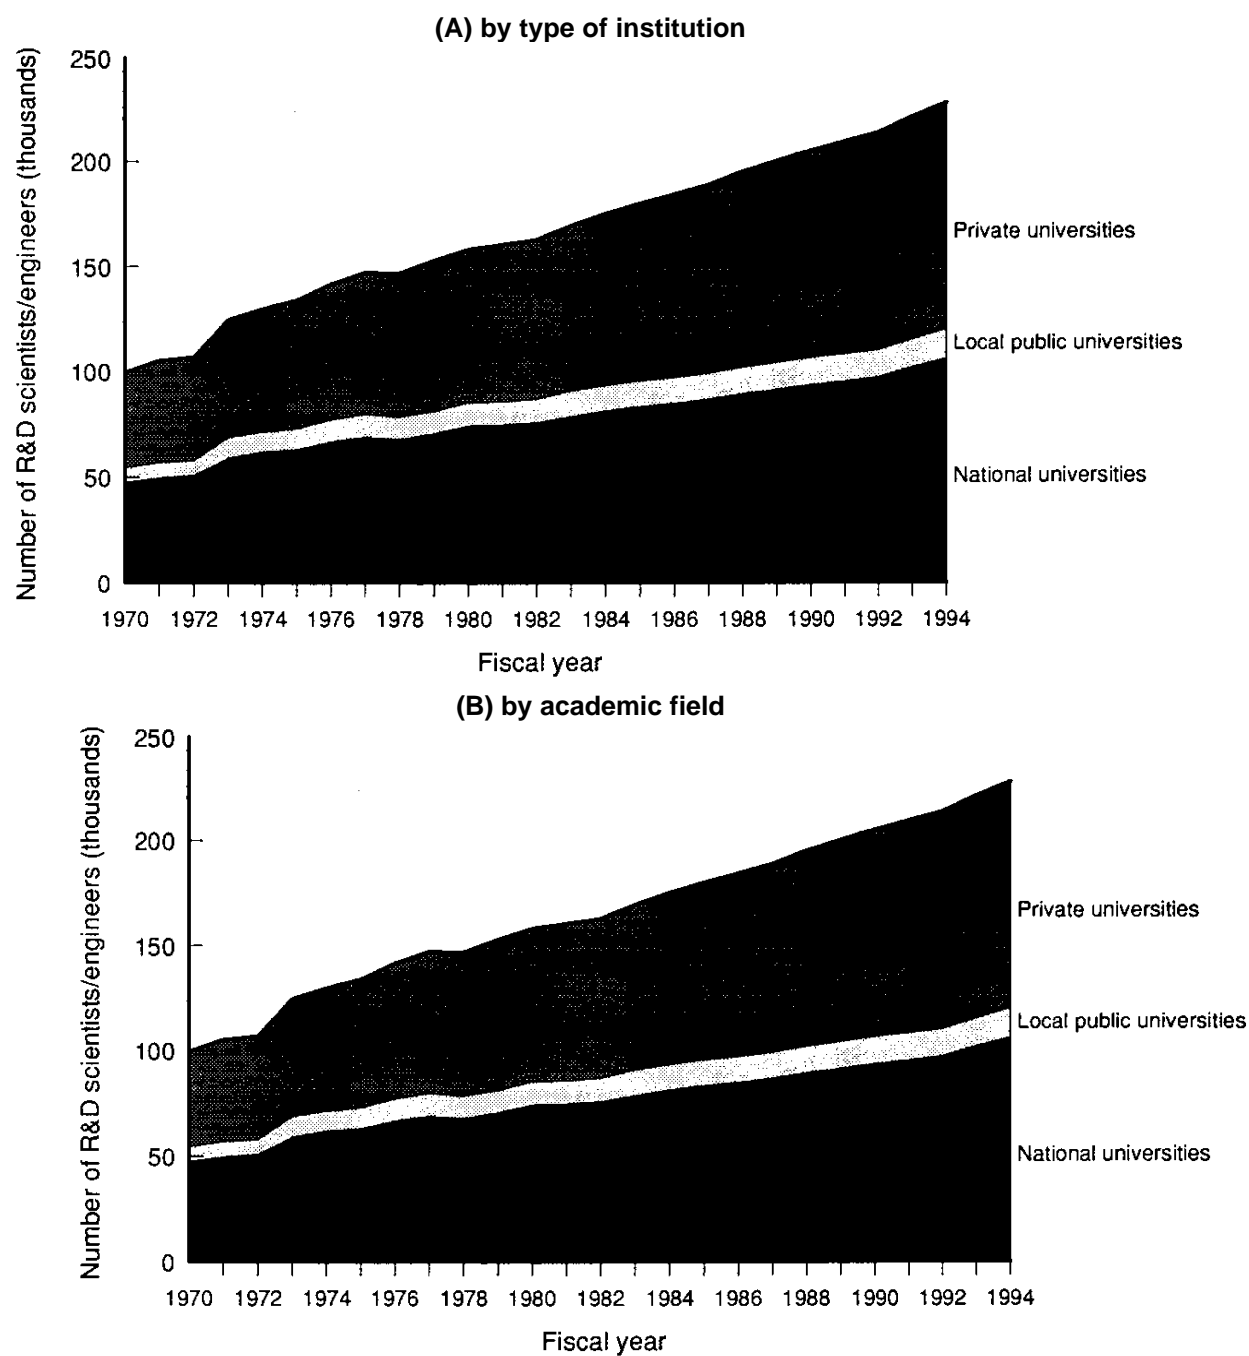 (A) by type of institution
Number of R&D scientists/engineers (thousands)
250
200
150
100
50
0
Private universities
Local public universities
National universities
1970 1972 1974 1976 1978 1980 1982 1984 1986 1988 1990 1992 1994
Fiscal year
(B) by academic field
Number of R&D scientists/engineers (thousands)
250
200
150
100
50
0
Private universities
Local public universities
National universities
1970 1972 1974 1976 1978 1980 1982 1984 1986 1988 1990 1992 1994
Fiscal year